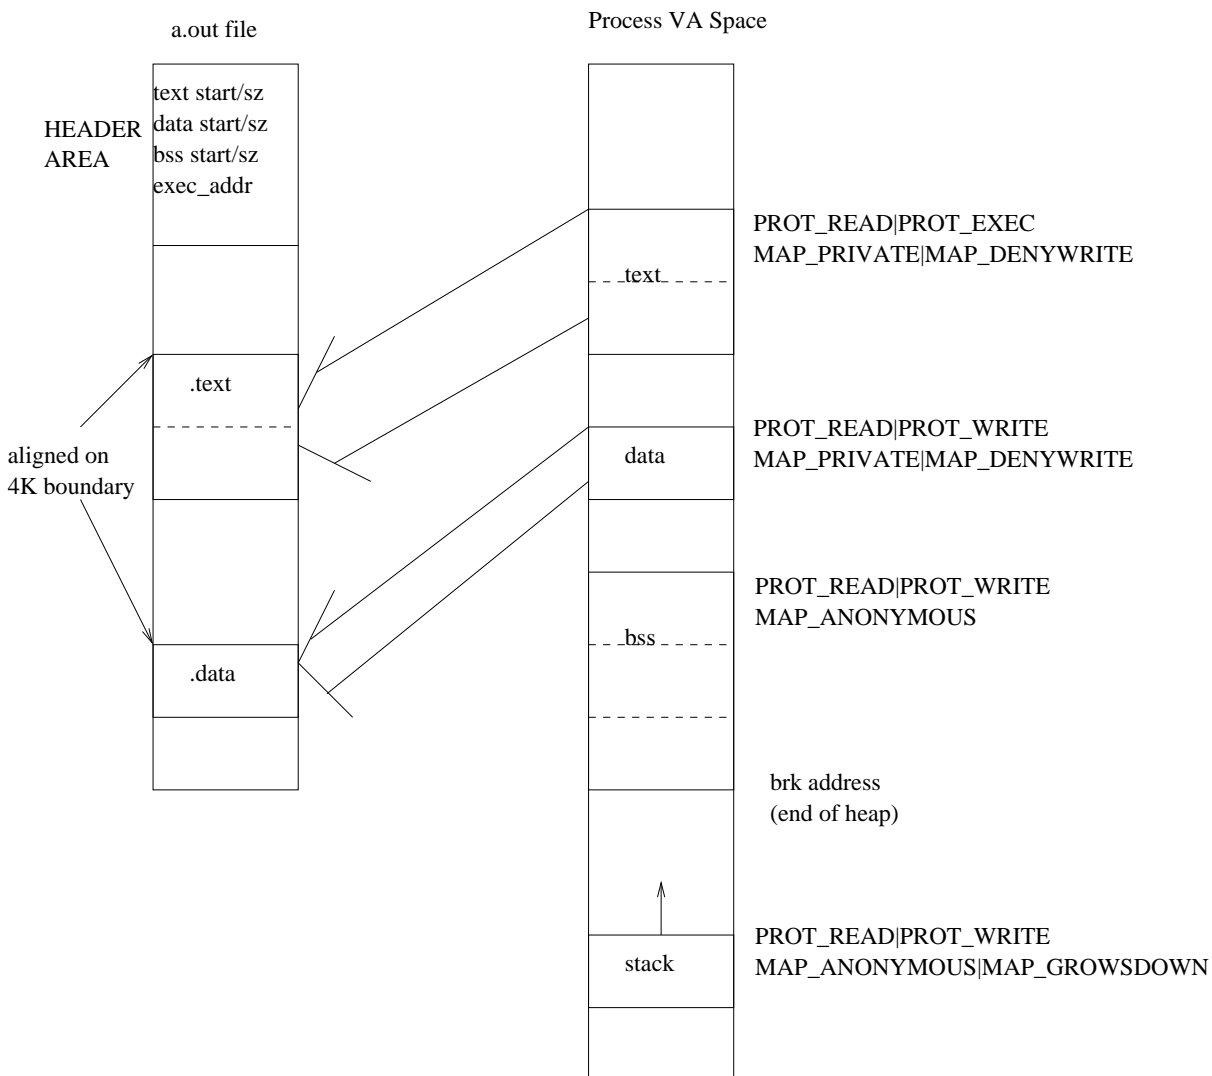 a.out file
Process VA Space
text start/sz
data start/sz
bss start/sz
exec_addr
HEADER
AREA
PROT_READ|PROT_EXEC
MAP_PRIVATE|MAP_DENYWRITE
text
.text
aligned on
4K boundary
PROT_READ|PROT_WRITE
MAP_PRIVATE|MAP_DENYWRITE
data
PROT_READ|PROT_WRITE
MAP_ANONYMOUS
bss
.data
brk address
(end of heap)
PROT_READ|PROT_WRITE
MAP_ANONYMOUS|MAP_GROWSDOWN
stack